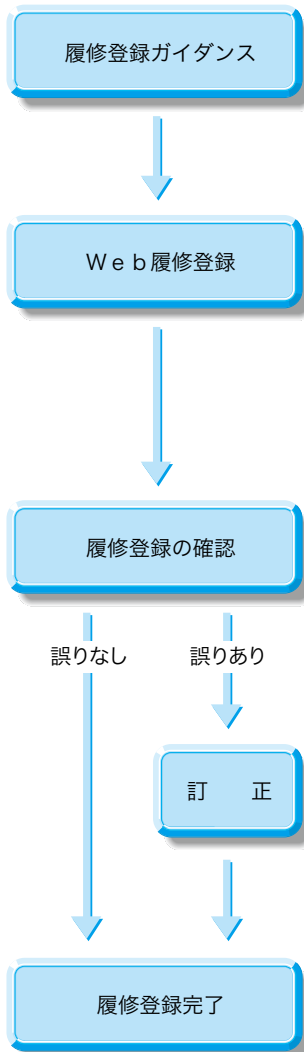 履修登録ガイダンス
Ｗｅｂ履修登録
履修登録の確認
誤りなし
誤りあり
訂　正
履修登録完了